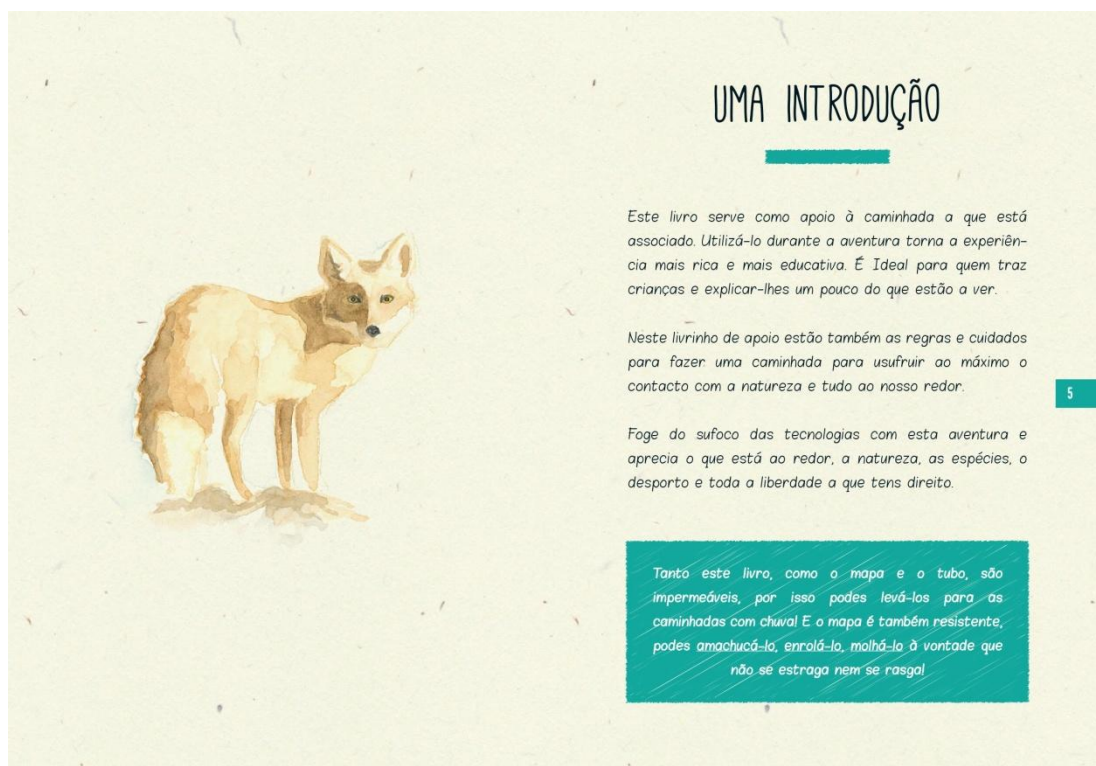 UMA INTRODUÇÃO
Este livro serve como apoio à caminhada a que está
associado. Utilizá-lo durante a aventura torna a experiên-
cia mais rica e mais educativa. É Ideal para quem traz
crianças e explicar-lhes um pouco do que estão a ver.
Neste livrinho de apoio estão também as regras e cuidados
para fazer uma caminhada para usufruir ao máximo o
contacto com a natureza e tudo ao nosso redor.
5
Foge do sufoco das tecnologias com esta aventura e
aprecia o que está ao redor, a natureza, as espécies, o
desporto e toda a liberdade a que tens direito.
Tanto este livro, como o mapa e o tubo, são
impermeáveis, por isso podes levá-los para as
caminhadas com chuva! E o mapa é também resistente,
podes amachucá-lo, enrolá-lo, molhá-lo à vontade que
não se estraga nem se rasga!